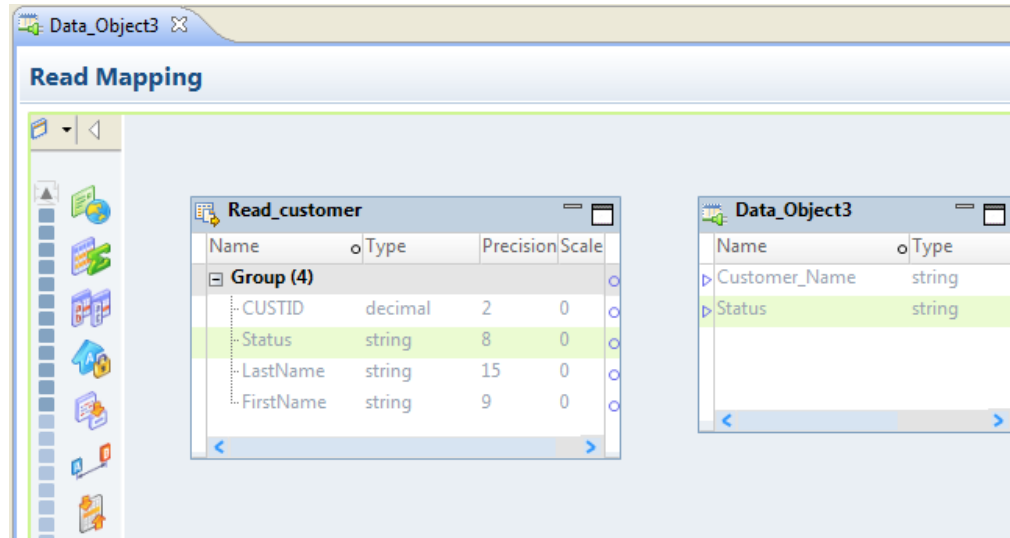 Data_Object3
Read Mapping
Read_customer
Name Type Precision Scale
Group (4)
CUSTID decimal 2 0
Status string 8 0
LastName string 15 0
FirstName string 9 0
Data_Object3
Name Type
Customer_Name string
Status string